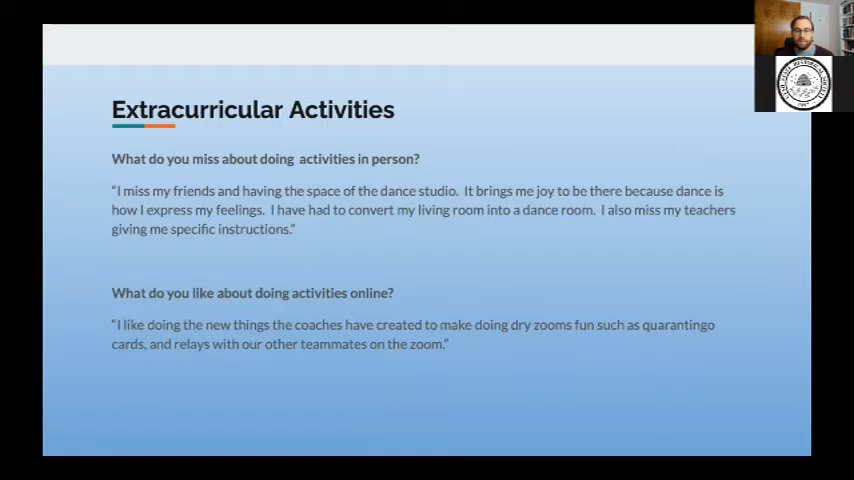 Extracurricular Activities
What do you miss about doing activities in person?
“I miss my friends and having the space of the dance studio. It brings me joy to be there because dance is
how I express my feelings. I have had to convert my living room into a dance room. I also miss my teachers
giving me specific instructions.”
What do you like about doing activities online?
“I like doing the new things the coaches have created to make doing dry zooms fun such as quarantingo
cards, and relays with our other teammates on the zoom.”